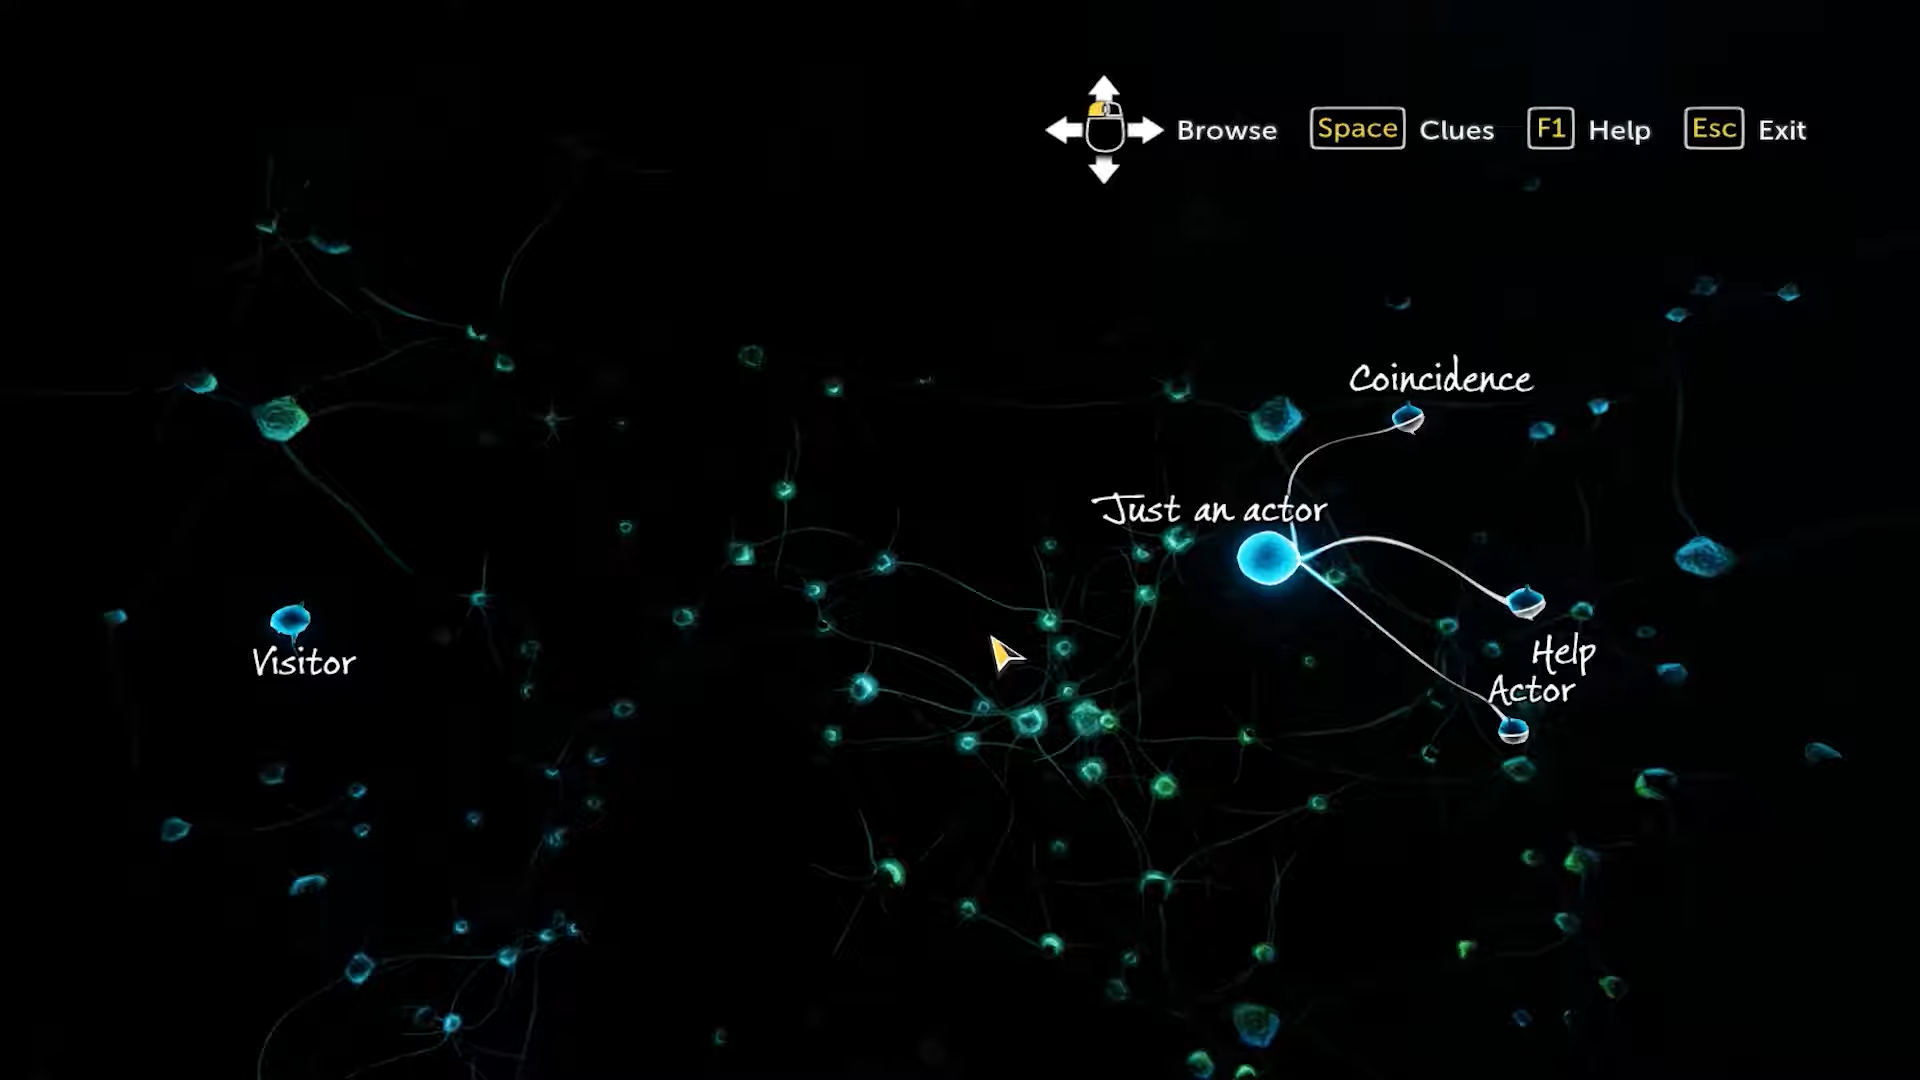 Browse Space Clues F1 Help Esc Exit
Coincidence
Just an actor
Help
Visitor
Actor